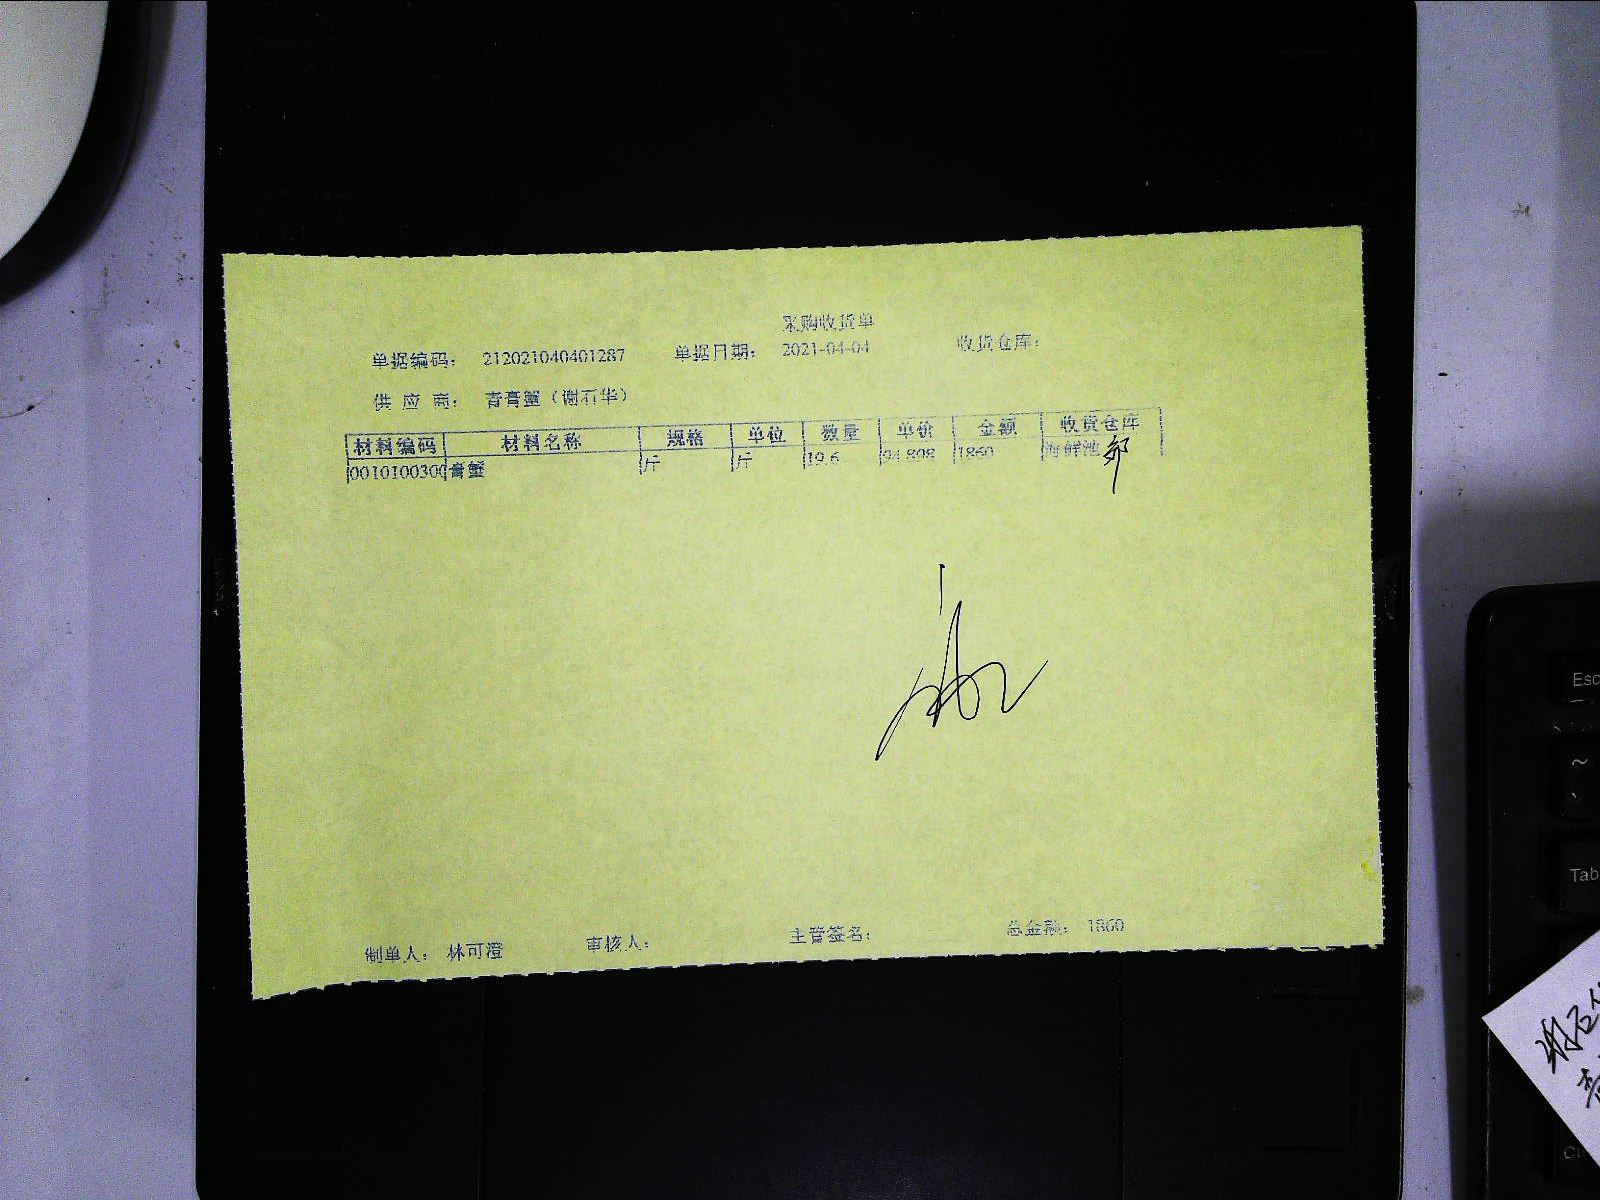 采购收货单
单据编码： 212021040401287 单据日期： 2021-04-04 收货仓库：
供 应 商： 青膏蟹（谢石华）
材料编码 材料名称 规格 单位 数量 单价 金额 收货仓库
0010100300 膏蟹 斤 斤 19.6 94.898 1860 海鲜池
制单人： 林可澄 审核人： 主管签名： 总金额： 1860
Esc
~
Tab